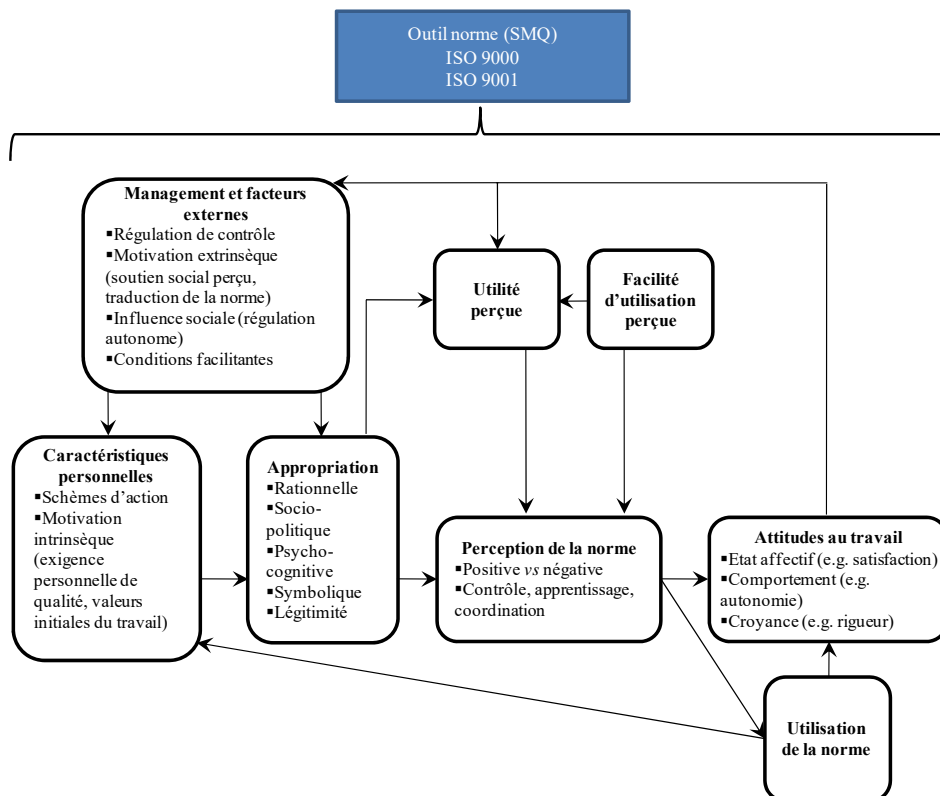 Outil norme (SMQ)
ISO 9000
ISO 9001
Management et facteurs
externes
▪Régulation de contrôle
▪Motivation extrinsèque
(soutien social perçu,
traduction de la norme)
▪Influence sociale (régulation
autonome)
▪Conditions facilitantes
Utilité
perçue
Facilité
d'utilisation
perçue
Caractéristiques
personnelles
▪Schèmes d'action
▪Motivation
intrinsèque
(exigence
personnelle de
qualité, valeurs
initiales du travail)
Appropriation
▪Rationnelle
▪Socio-
politique
▪Psycho-
cognitive
▪Symbolique
▪Légitimité
Perception de la norme
▪Positive vs négative
▪Contrôle, apprentissage,
coordination
Attitudes au travail
▪Etat affectif (e.g. satisfaction)
▪Comportement (e.g.
autonomie)
▪Croyance (e.g. rigueur)
Utilisation
de la norme